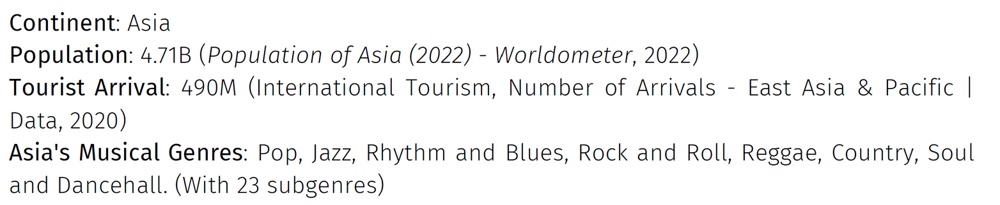 Continent: Asia
Population: 4.71B (Population of Asia (2022) - Worldometer, 2022)
Tourist Arrival: 490M (International Tourism, Number of Arrivals - East Asia & Pacific |
Data, 2020)
Asia's Musical Genres: Pop, Jazz, Rhythm and Blues, Rock and Roll, Reggae, Country, Soul
and Dancehall. (With 23 subgenres)